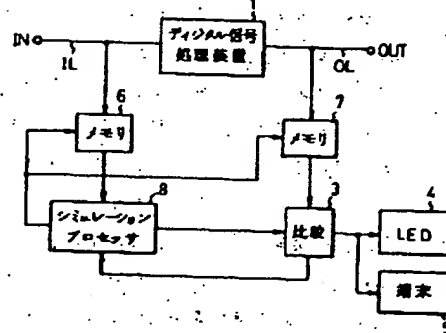 IN
IL
ディジタル信号
処理装置
OL
OUT
6
メモリ
7
メモリ
8
シミュレーション
プロセッサ
3
比較
4
LED
端末